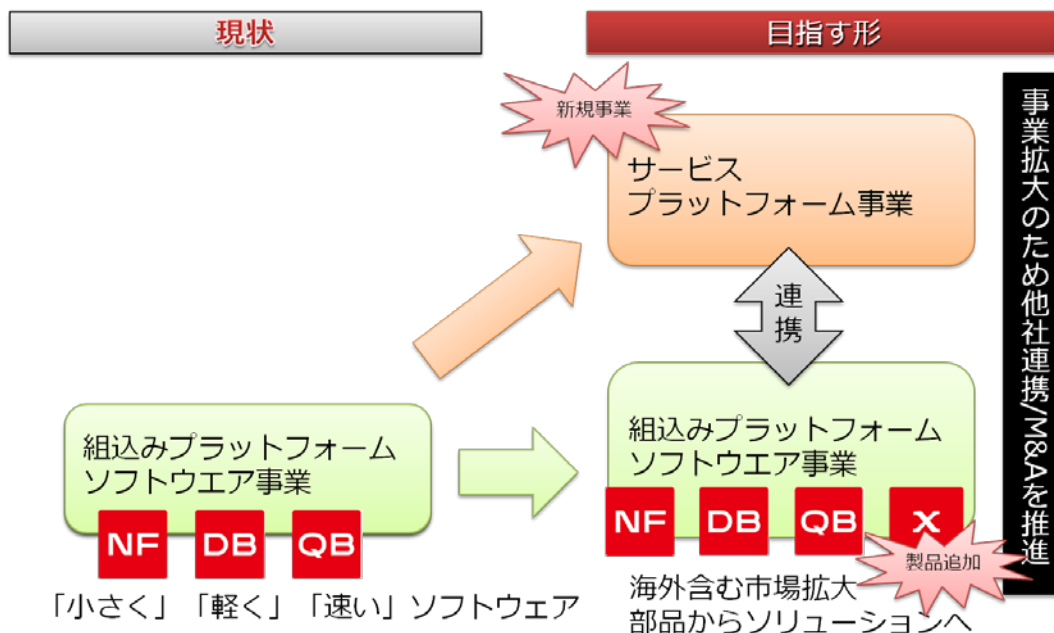 現状
目指す形
新規事業
サービス
プラットフォーム事業
事業拡大のため他社連携/M&Aを推進
連
携
組込みプラットフォーム
ソフトウエア事業
NF DB QB
「小さく」「軽く」「速い」ソフトウェア
組込みプラットフォーム
ソフトウエア事業
NF DB QB X
製品追加
海外含む市場拡大
部品からソリューションへ